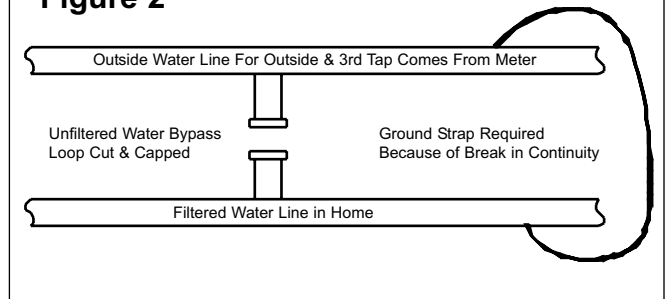 Figure 2
Outside Water Line For Outside & 3rd Tap Comes From Meter
Unfiltered Water Bypass
Loop Cut & Capped
Ground Strap Required
Because of Break in Continuity
Filtered Water Line in Home